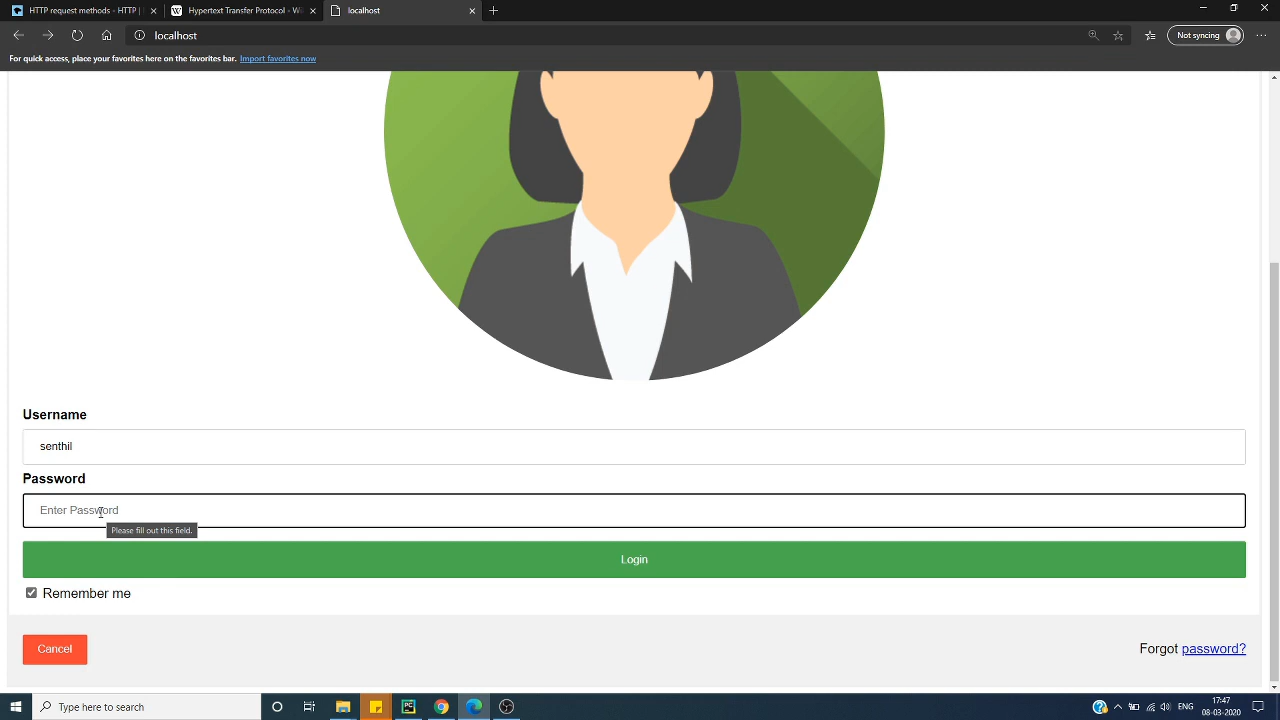 HTTP request methods - HTTP |
Hypertext Transfer Protocol - Wi
localhost
localhost
Not syncing
For quick access, place your favorites here on the favorites bar. Import favorites now
Username
senthil
Password
Enter Password
Please fill out this field.
Login
Remember me
Cancel
Forgot password?
Type here to search
PC
ENG
17:47
08-03-2020